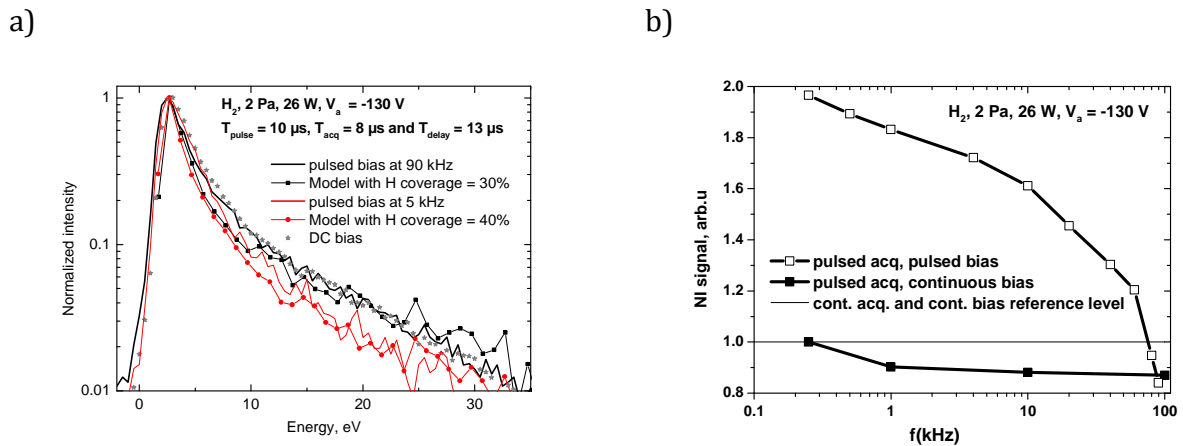 a)
b)
H₂, 2 Pa, 26 W, Vₐ = -130 V
T_pulse = 10 µs, T_acq = 8 µs and T_delay = 13 µs
pulsed bias at 90 kHz
Model with H coverage = 30%
pulsed bias at 5 kHz
Model with H coverage = 40%
DC bias
Normalized intensity
1
0.1
0.01
0 10 20 30
Energy, eV
H₂, 2 Pa, 26 W, Vₐ = -130 V
pulsed acq, pulsed bias
pulsed acq, continuous bias
cont. acq. and cont. bias reference level
NI signal, arb.u
2.0
1.8
1.6
1.4
1.2
1.0
0.8
0.1 1 10 100
f(kHz)